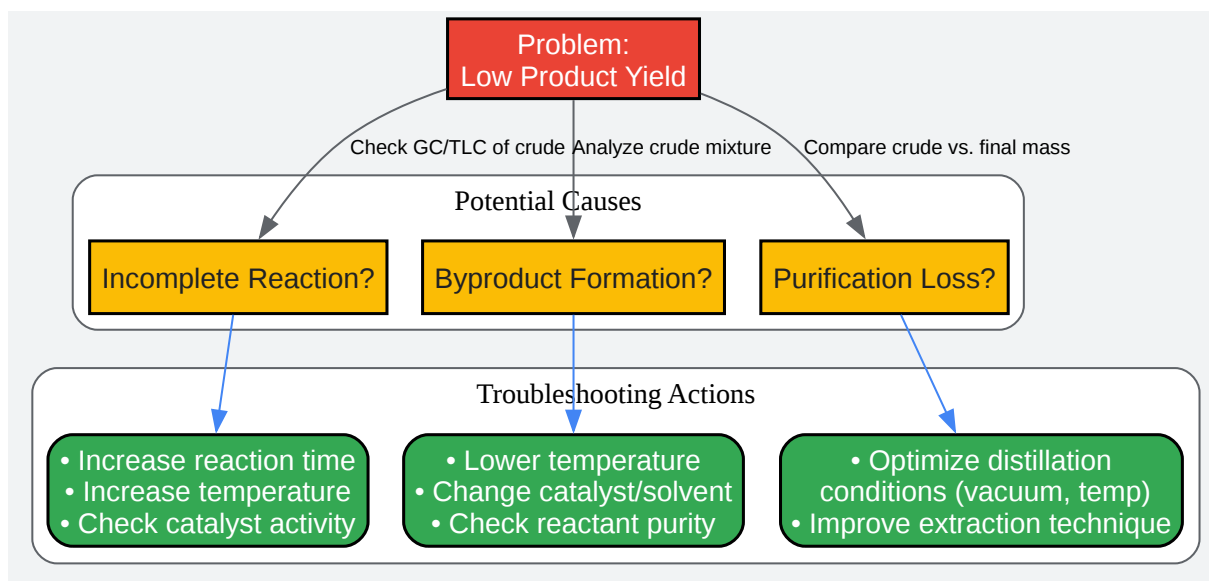 Problem:
Low Product Yield
Check GC/TLC of crude
Analyze crude mixture
Compare crude vs. final mass
Potential Causes
Incomplete Reaction?
Byproduct Formation?
Purification Loss?
Troubleshooting Actions
• Increase reaction time
• Increase temperature
• Check catalyst activity
• Lower temperature
• Change catalyst/solvent
• Check reactant purity
• Optimize distillation
conditions (vacuum, temp)
• Improve extraction technique